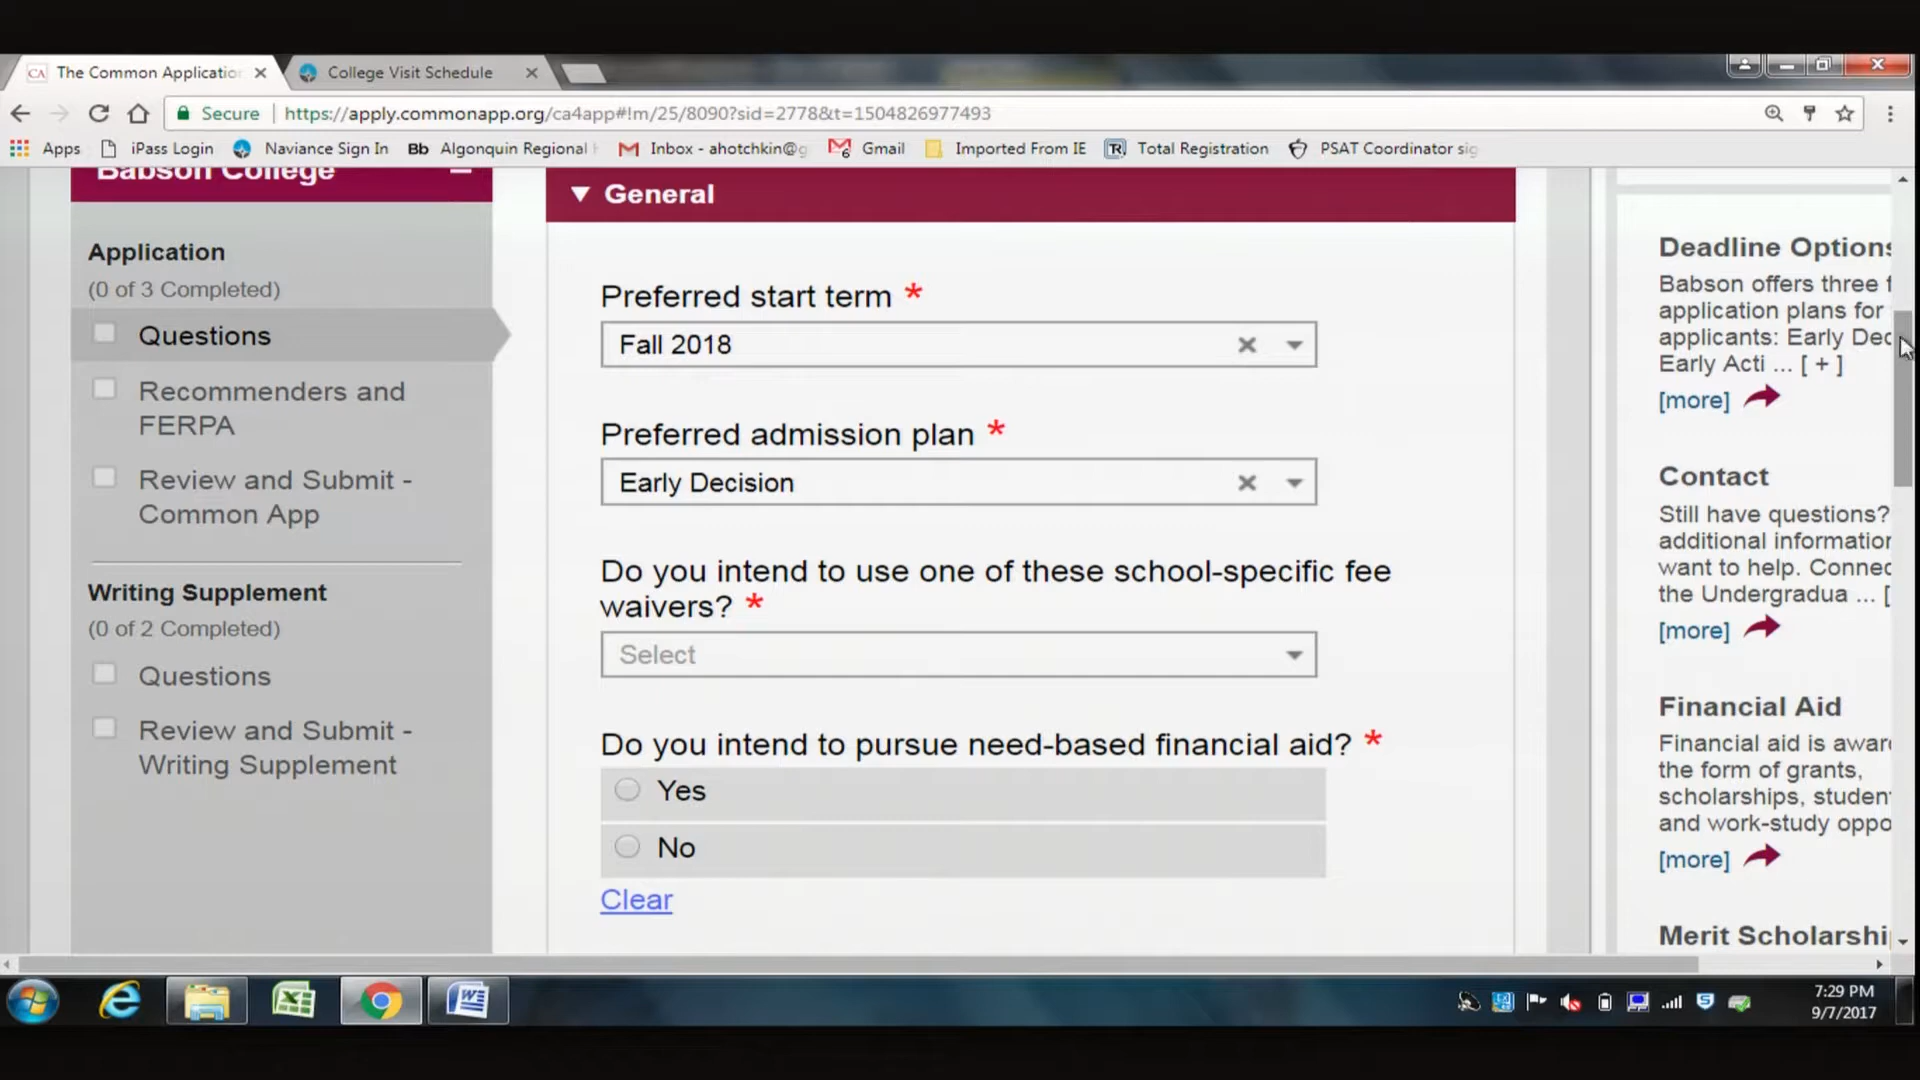 CA The Common Applicatio
College Visit Schedule
Secure https://apply.commonapp.org/ca4app#!m/25/8090?sid=2778&t=1504826977493
Apps iPass Login Naviance Sign In Bb Algonquin Regional Inbox - ahotchkin@g Gmail Imported From IE Total Registration PSAT Coordinator sig
Babson College
Application
(0 of 3 Completed)
Questions
Recommenders and
FERPA
Review and Submit -
Common App
Writing Supplement
(0 of 2 Completed)
Questions
Review and Submit -
Writing Supplement
General
Preferred start term *
Fall 2018
Preferred admission plan *
Early Decision
Do you intend to use one of these school-specific fee
waivers? *
Select
Do you intend to pursue need-based financial aid? *
Yes
No
Clear
Deadline Options
Babson offers three f
application plans for
applicants: Early Dec
Early Acti ... [ + ]
[more]
Contact
Still have questions?
additional information
want to help. Connec
the Undergradua ... [
[more]
Financial Aid
Financial aid is awar
the form of grants,
scholarships, student
and work-study oppo
[more]
Merit Scholarshi
7:29 PM
9/7/2017